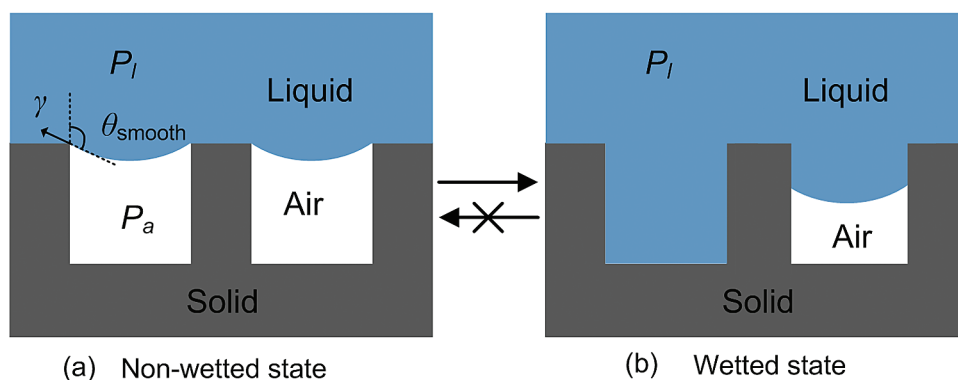 P_l
Liquid
γ
θ_smooth
P_a
Air
Solid
(a) Non-wetted state
P_l
Liquid
Air
Solid
(b) Wetted state